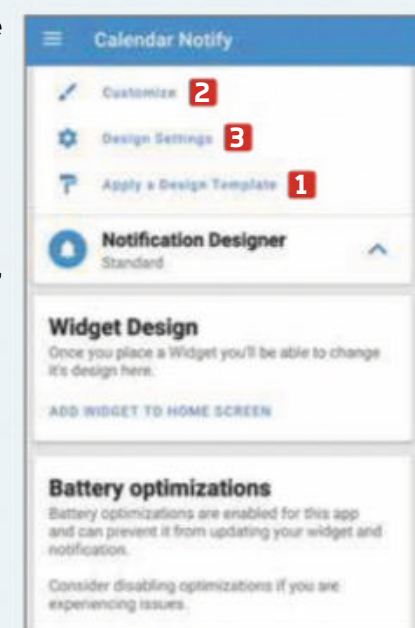 e
Calendar Notify
Customize 2
Design Settings 3
Apply a Design Template 1
Notification Designer
Standard
,
Widget Design
Once you place a Widget you'll be able to change
it's design here.
ADD WIDGET TO HOME SCREEN
Battery optimizations
Battery optimizations are enabled for this app
and can prevent it from updating your widget and
notification.
Consider disabling optimizations if you are
experiencing issues.